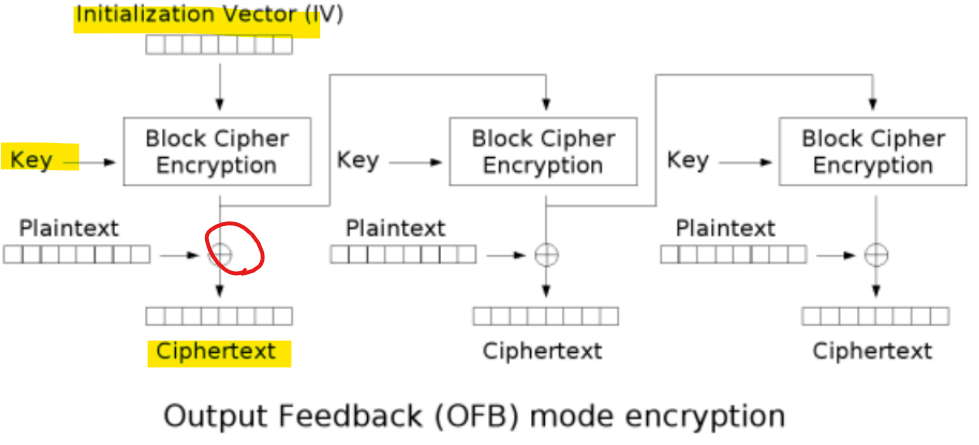 Initialization Vector (IV)
Key
Block Cipher
Encryption
Key
Block Cipher
Encryption
Key
Block Cipher
Encryption
Plaintext
Plaintext
Plaintext
Ciphertext
Ciphertext
Ciphertext
Output Feedback (OFB) mode encryption